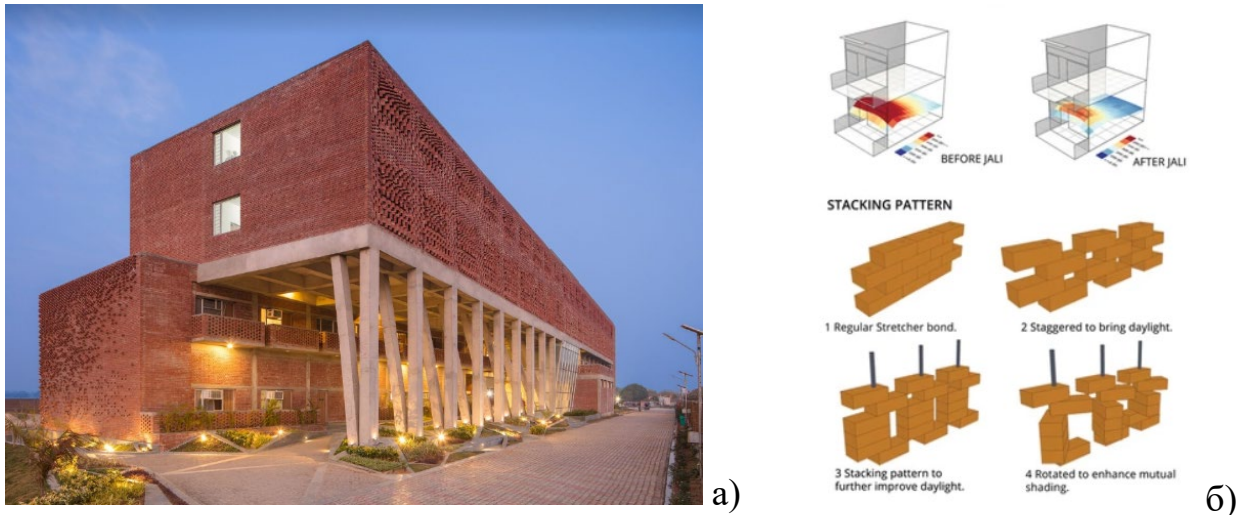 BEFORE JALI
AFTER JALI
STACKING PATTERN
1 Regular Stretcher bond.
2 Staggered to bring daylight.
3 Stacking pattern to
further improve daylight.
4 Rotated to enhance mutual
shading.
а)
б)